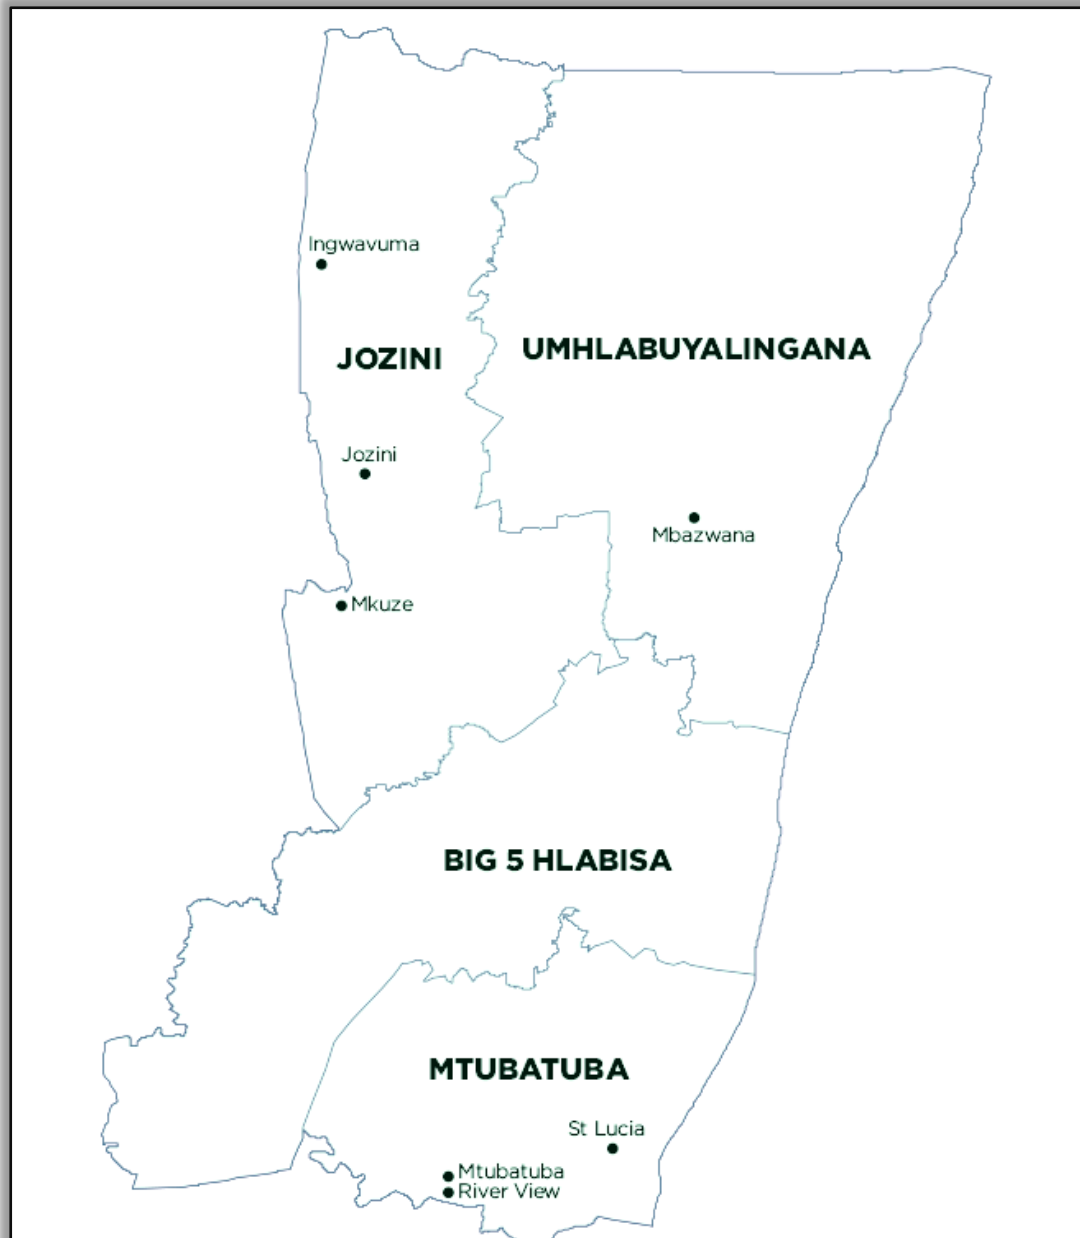 Ingwavuma
JOZINI
UMHLABUYALINGANA
Jozini
Mbazwana
Mkuze
BIG 5 HLABISA
MTUBATUBA
St Lucia
Mtubatuba
River View